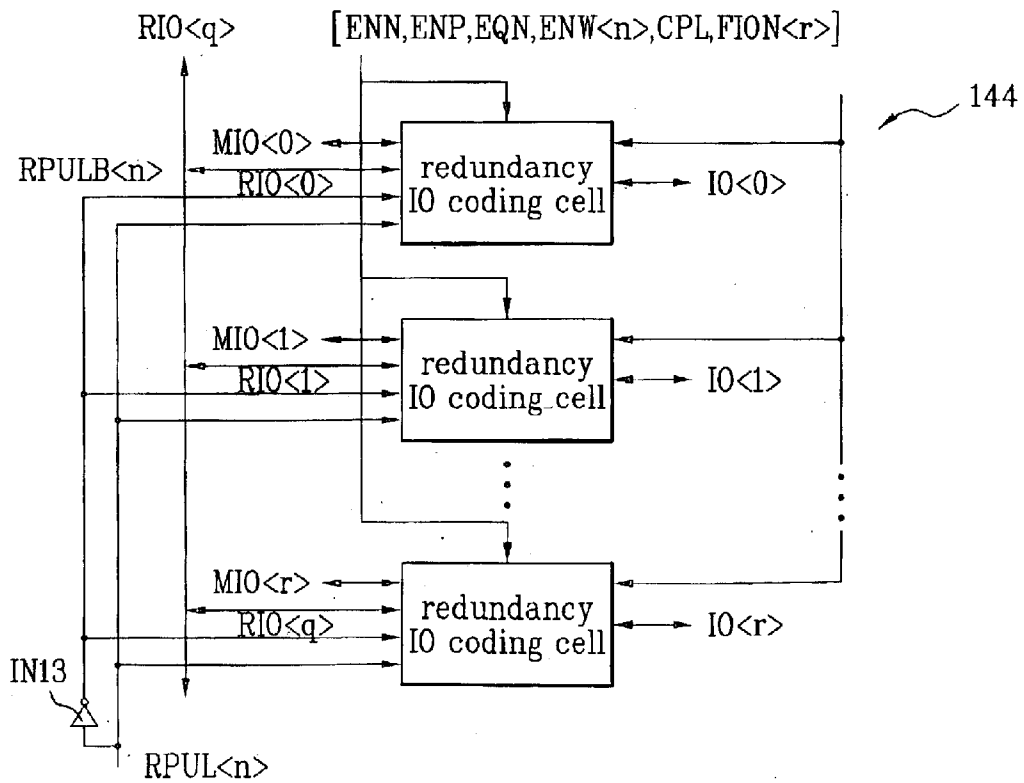 RIO<q>
[ENN,ENP,EQN,ENW<n>,CPL,FION<r>]
144
MIO<0>
RPULB<n>
RIO<0>
redundancy
IO coding cell
IO<0>
MIO<1>
RIO<1>
redundancy
IO coding cell
IO<1>
MIO<r>
RIO<q>
redundancy
IO coding cell
IO<r>
IN13
RPUL<n>